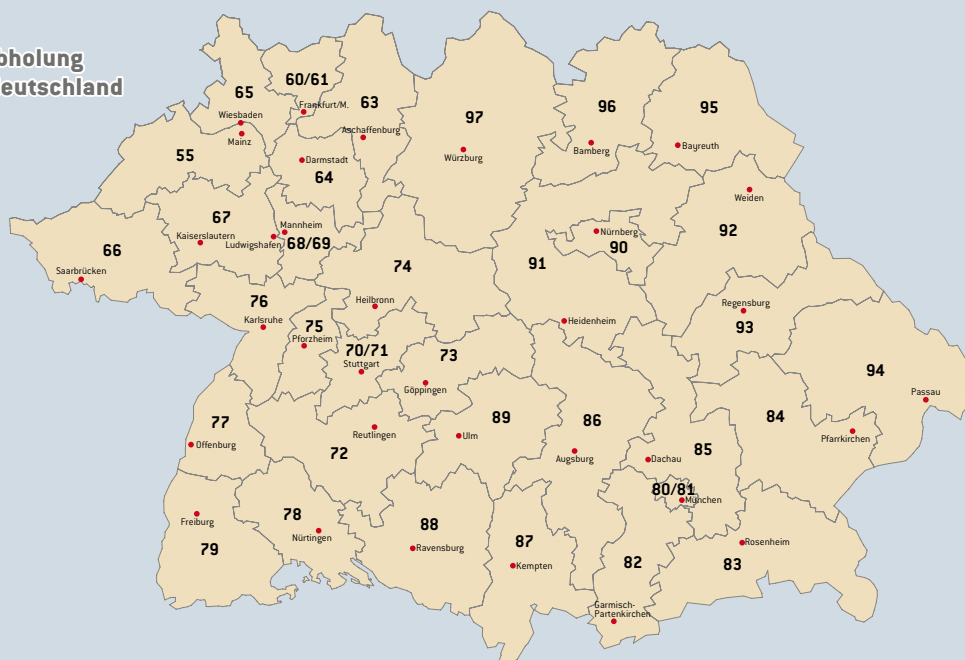 bholung
eutschland
60/61
65
Frankfurt/M.
63
96
95
97
Wiesbaden
Aschaffenburg
Mainz
55
Bamberg
Bayreuth
Würzburg
Darmstadt
64
Weiden
67
Mannheim
Kaiserslautern
Ludwigshafen
68/69
66
Nürnberg
90
92
91
74
Saarbrücken
76
Heilbronn
Regensburg
Karlsruhe
75
Pforzheim
Heidenheim
93
70/71
Stuttgart
73
94
Göppingen
Passau
77
89
86
84
Offenburg
Reutlingen
Ulm
Pfarrkirchen
72
Augsburg
Dachau
85
80/81
München
78
Freiburg
Nürtingen
88
79
Ravensburg
87
Kempten
Rosenheim
82
83
Garmisch-
Partenkirchen